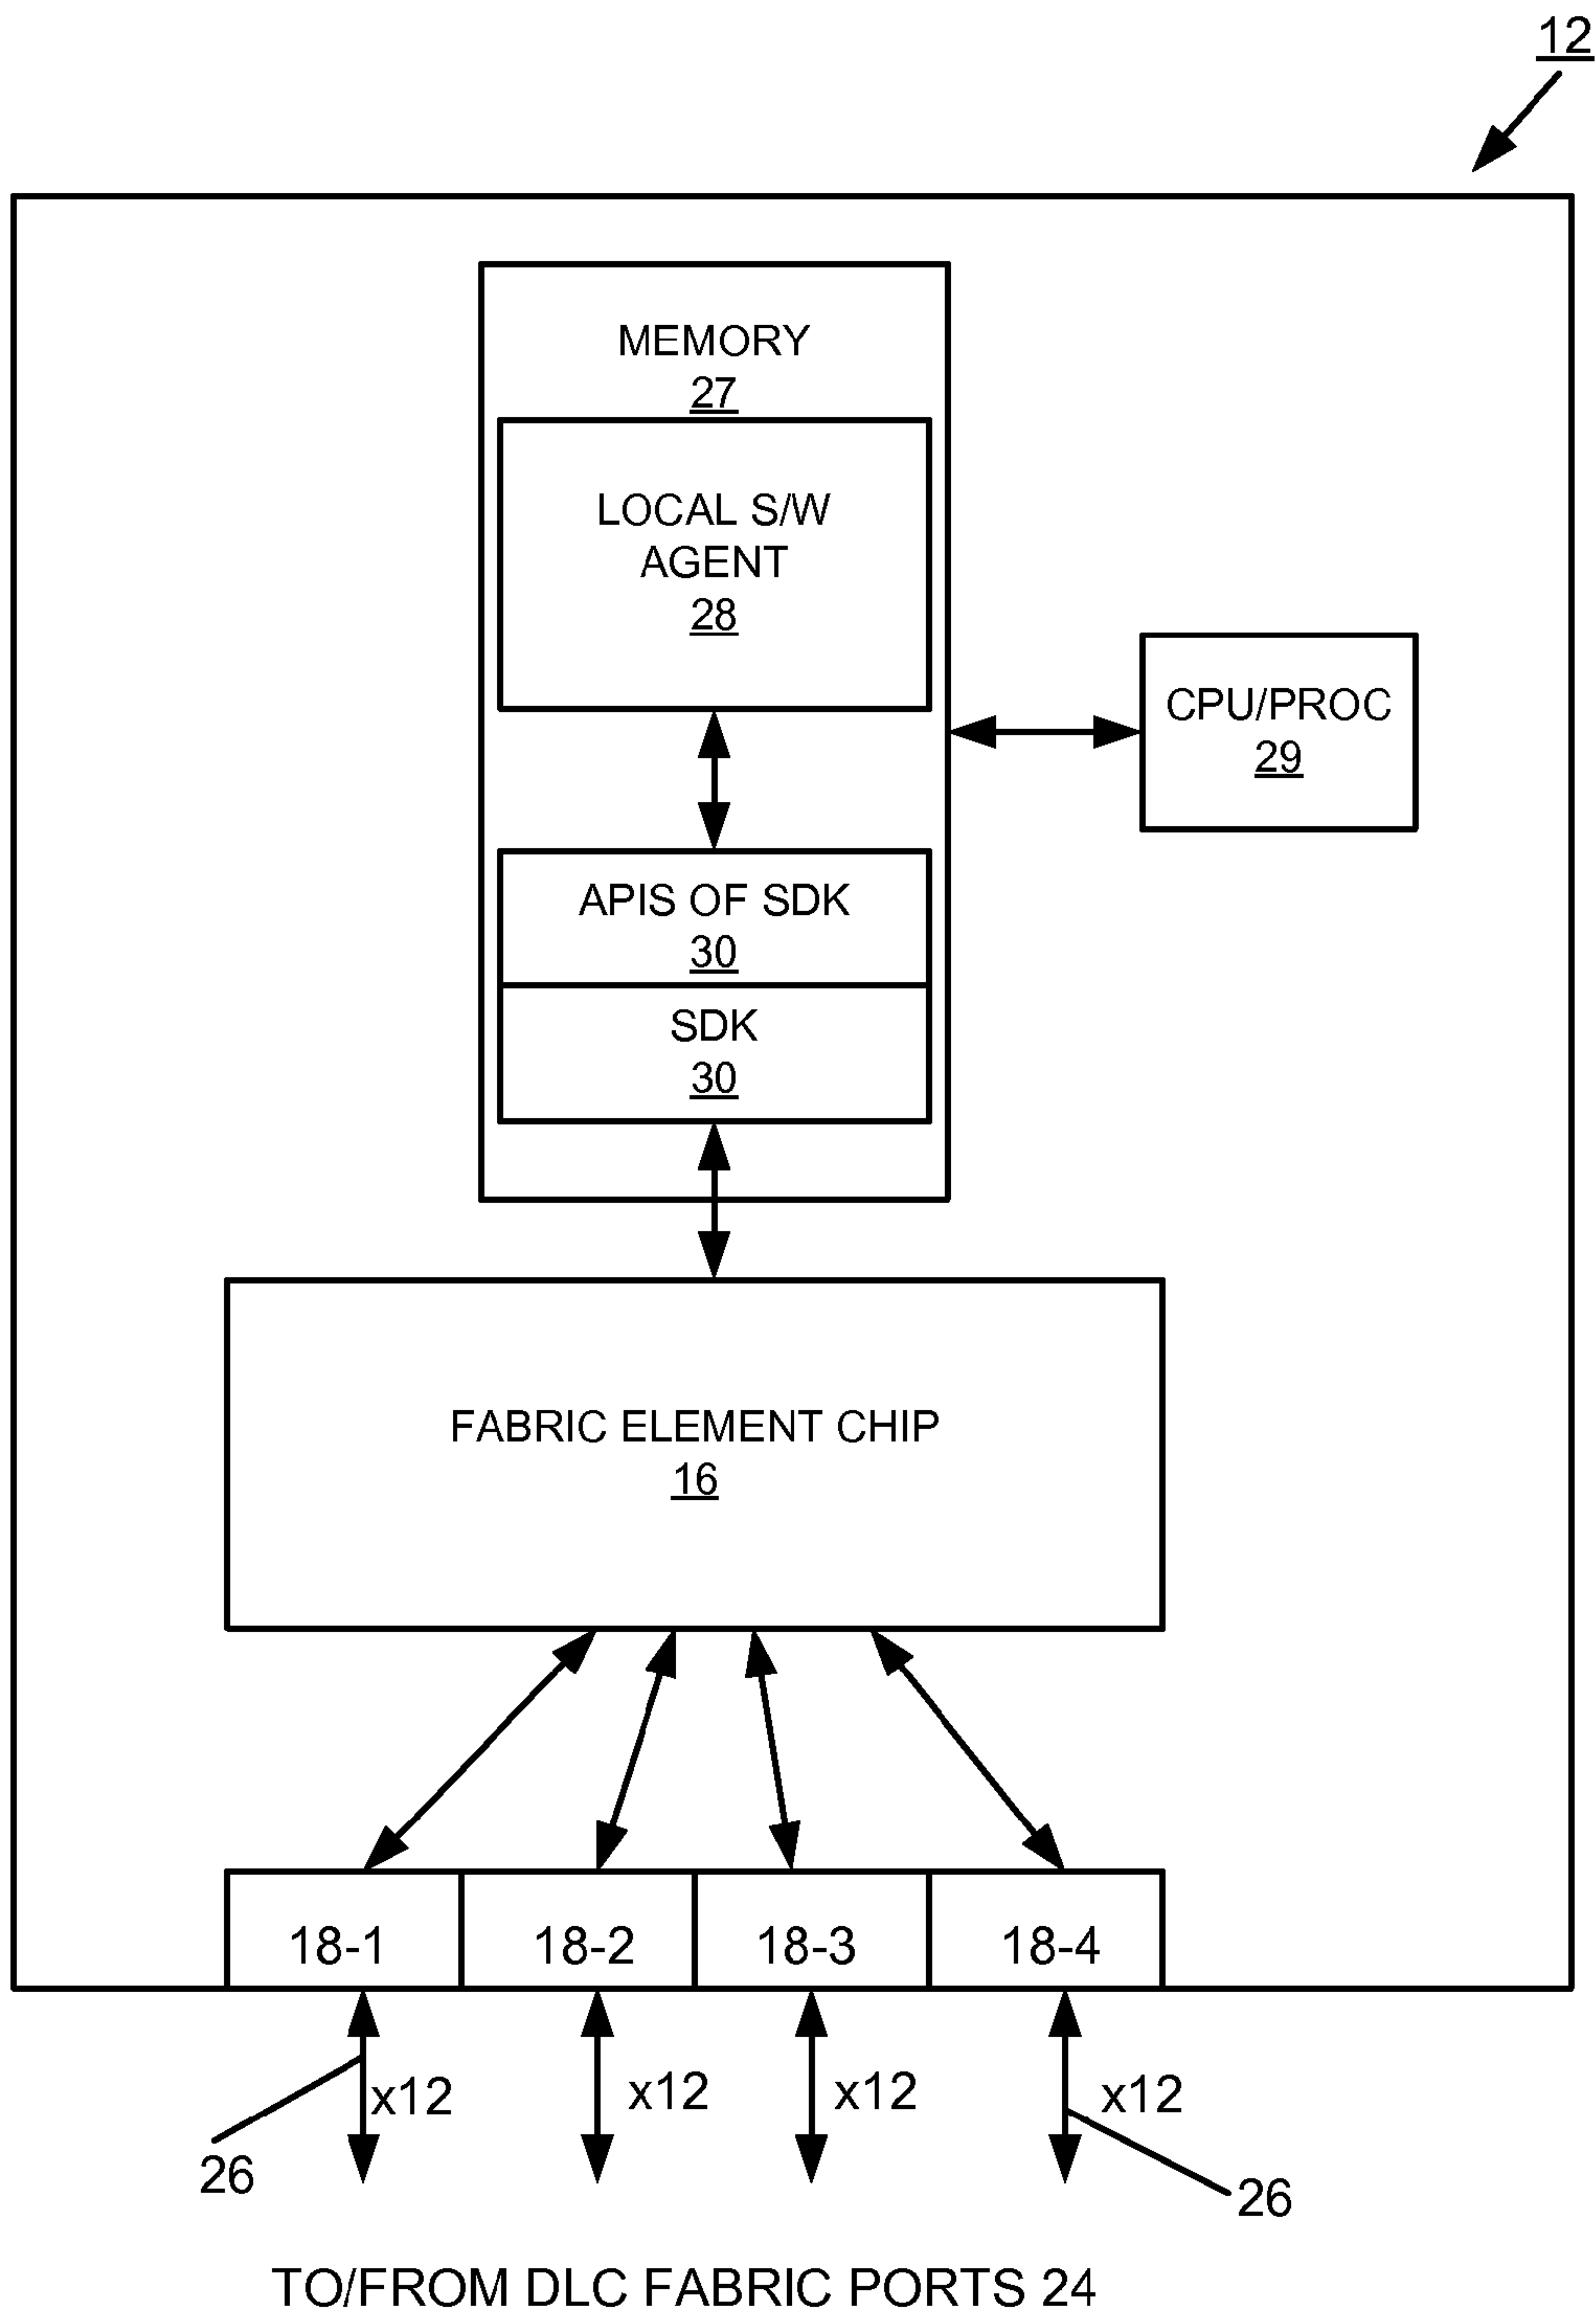 12
MEMORY
27
LOCAL S/W
AGENT
28
CPU/PROC
29
APIS OF SDK
30
SDK
30
FABRIC ELEMENT CHIP
16
18-1 18-2 18-3 18-4
x12 x12 x12 x12
26 26
TO/FROM DLC FABRIC PORTS 24